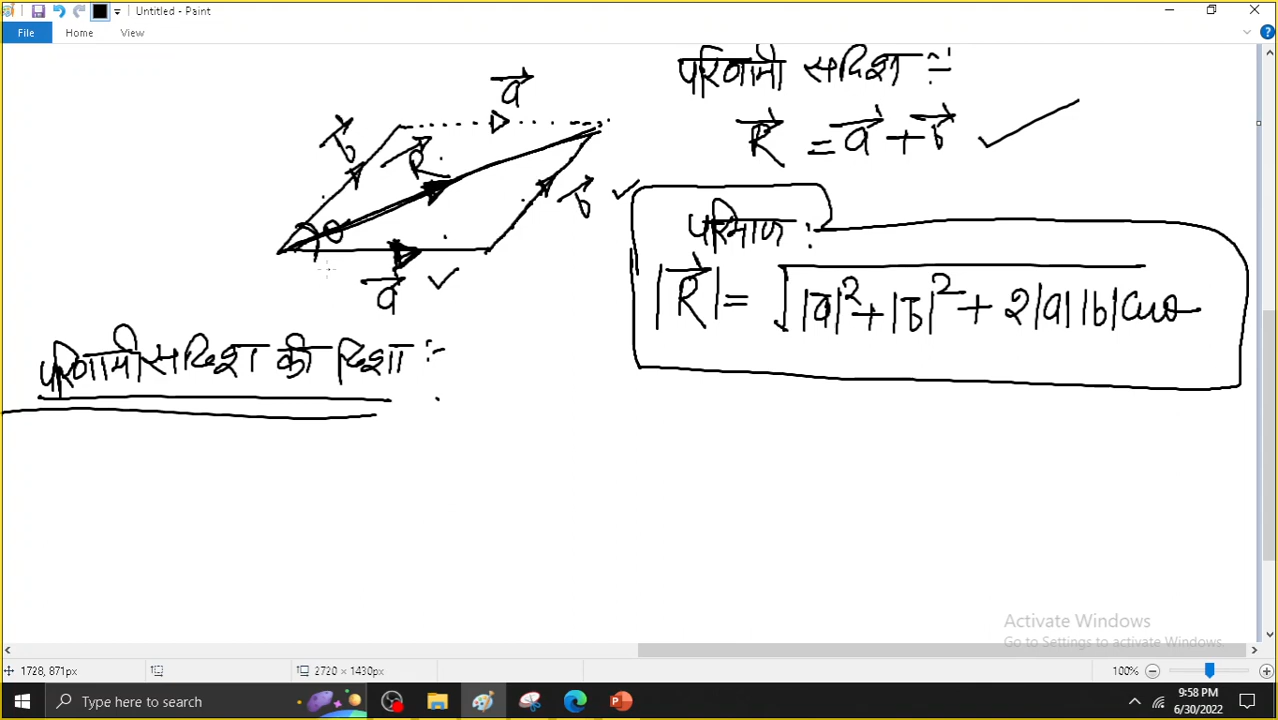 Untitled - Paint
File Home View
परिणामी सदिश :-
R = a + b
a
b
R
b
θ
a
परिमाण :
|R| = √|a|² + |b|² + 2|a||b|Cosθ
परिणामी सदिश की दिशा :-
Activate Windows
Go to Settings to activate Windows.
1728, 871px
2720 × 1430px
100%
Type here to search
9:58 PM
6/30/2022